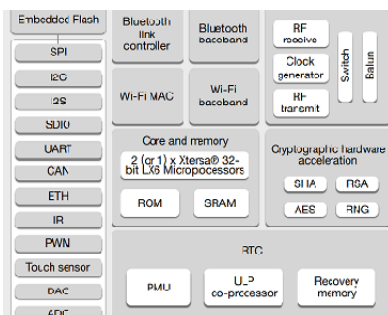 Embedded Flash
SPI
I2C
I2S
SDIO
UART
CAN
ETH
IR
PWN
Touch sensor
DAC
ADC
Bluetooth
link
controller
Bluetooth
baseband
Wi-Fi MAC
Wi-Fi
baseband
RF
receive
Clock
generator
RF
transmit
Switch
Balun
Core and memory
2 (or 1) x Xtensa® 32-
bit LX6 Micropocessors
ROM
SRAM
Cryptographic hardware
acceleration
SHA
RSA
AES
RNG
RTC
PMU
ULP
co-processor
Recovery
memory